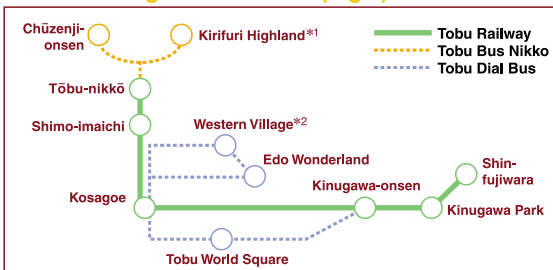 Chūzenji-
onsen
Kirifuri Highland*1
Tobu Railway
Tobu Bus Nikko
Tobu Dial Bus
Tōbu-nikkō
Shimo-imaichi
Western Village*2
Edo Wonderland
Shin-
fujiwara
Kinugawa-onsen
Kosagoe
Kinugawa Park
Tobu World Square